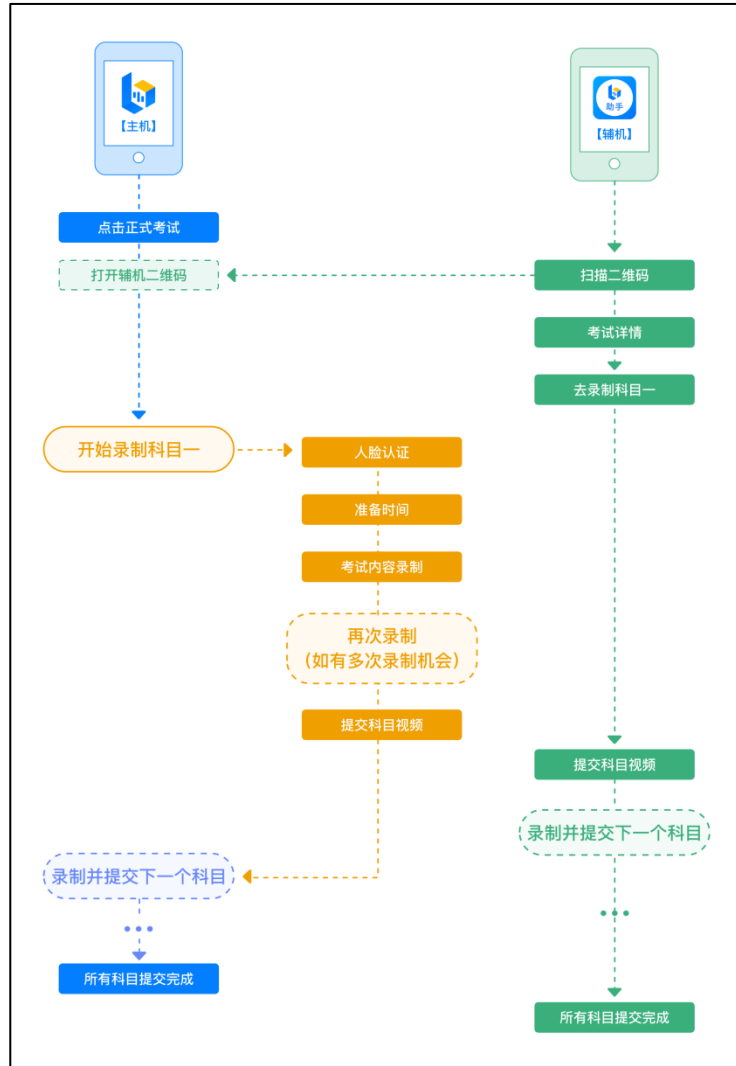 【主机】
助手
【辅机】
点击正式考试
打开辅机二维码
扫描二维码
考试详情
去录制科目一
开始录制科目一
人脸认证
准备时间
考试内容录制
再次录制
（如有多次录制机会）
提交科目视频
提交科目视频
录制并提交下一个科目
录制并提交下一个科目
所有科目提交完成
所有科目提交完成